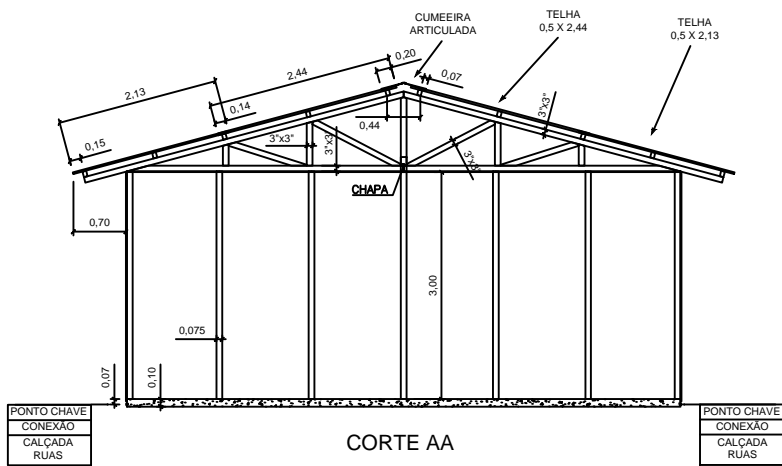 CUMEEIRA
ARTICULADA
TELHA
0,5 X 2,44
TELHA
0,5 X 2,13
0,20
2,44
0,07
2,13
0,14
0,15
0,44
3"x3"
3"x3"
3"x3
3"x3"
CHAPA
0,70
3,00
0,075
0,07
0,10
PONTO CHAVE
CONEXÃO
CALÇADA
RUAS
CORTE AA
PONTO CHAVE
CONEXÃO
CALÇADA
RUAS